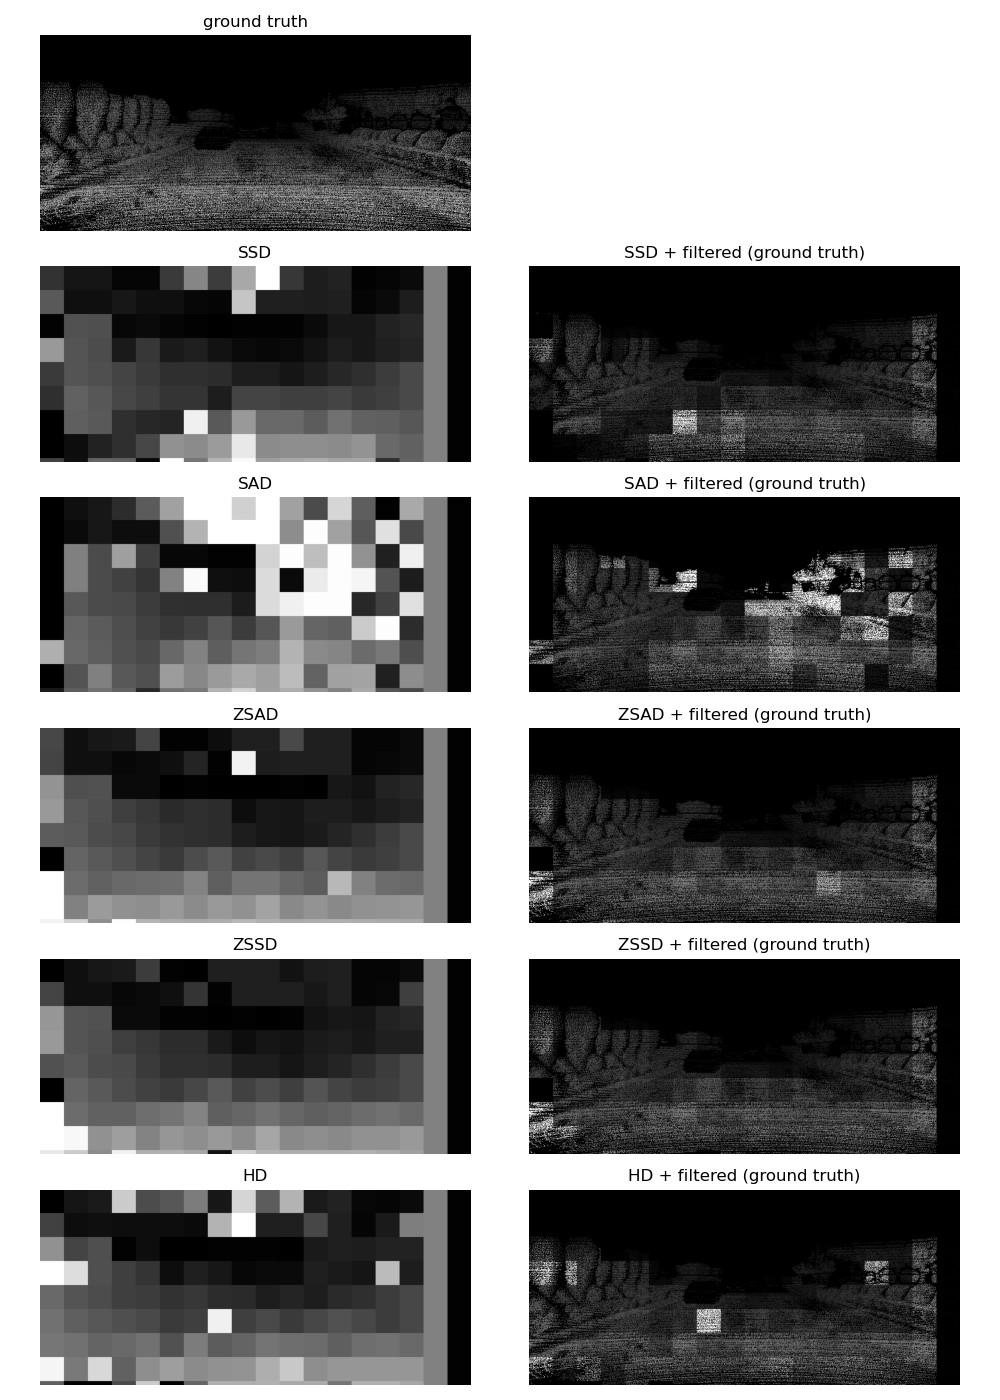 ground truth
SSD
SSD + filtered (ground truth)
SAD
SAD + filtered (ground truth)
ZSAD
ZSAD + filtered (ground truth)
ZSSD
ZSSD + filtered (ground truth)
HD
HD + filtered (ground truth)